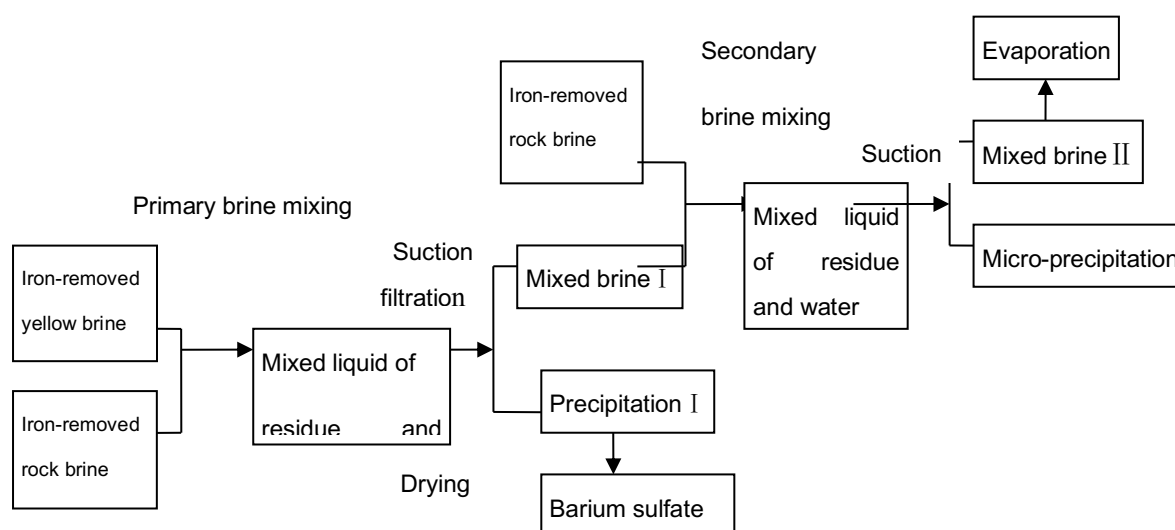 Secondary
brine mixing
Evaporation
Iron-removed
rock brine
Suction
Mixed brine Ⅱ
Primary brine mixing
Mixed liquid
of residue
and water
Micro-precipitation
Iron-removed
yellow brine
Suction
filtration
Mixed brine Ⅰ
Mixed liquid of
residue and
Iron-removed
rock brine
Precipitation Ⅰ
Drying
Barium sulfate